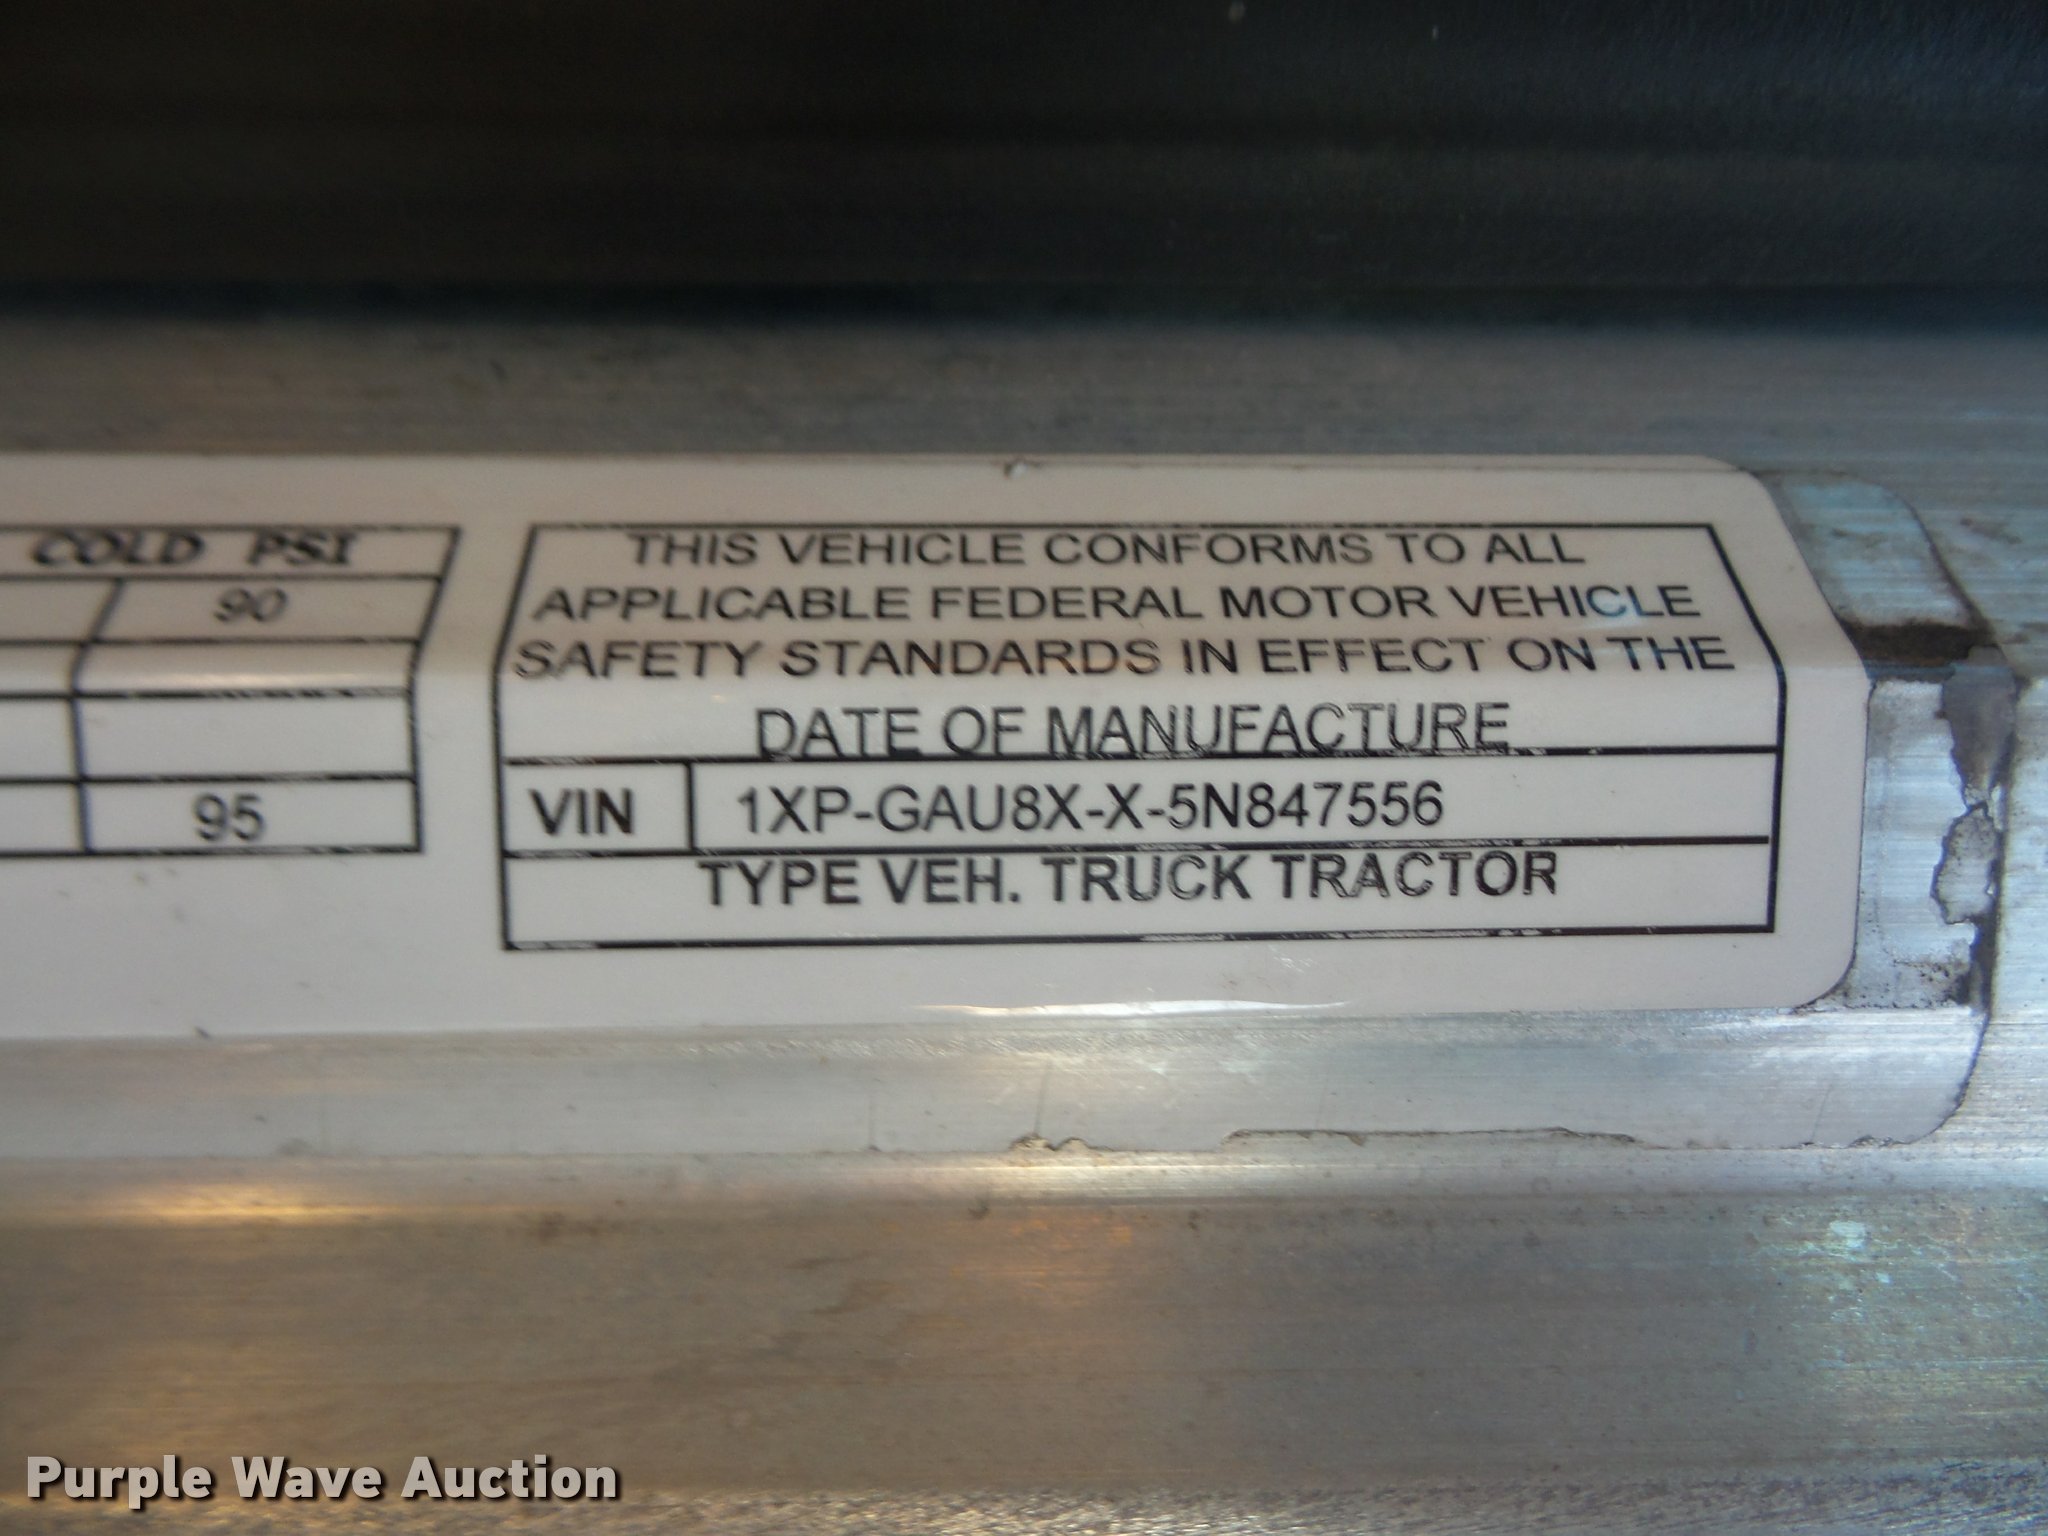 COLD PSI
90
95
THIS VEHICLE CONFORMS TO ALL
APPLICABLE FEDERAL MOTOR VEHICLE
SAFETY STANDARDS IN EFFECT ON THE
DATE OF MANUFACTURE
VIN 1XP-GAU8X-X-5N847556
TYPE VEH. TRUCK TRACTOR
Purple Wave Auction